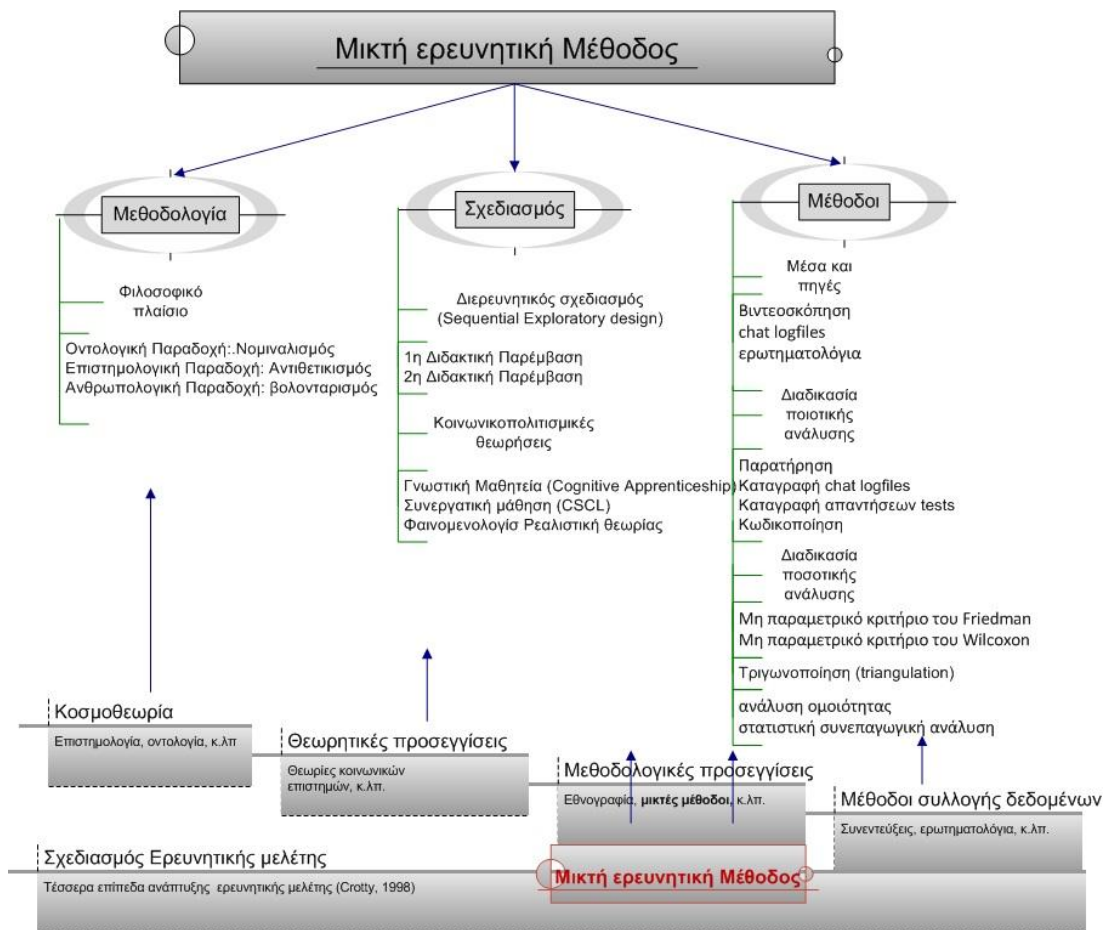 Μικτή ερευνητική Μέθοδος
Μεθοδολογία
Φιλοσοφικό
πλαίσιο
Οντολογική Παραδοχή:.Νομιναλισμός
Επιστημολογική Παραδοχή: Αντιθετικισμός
Ανθρωπολογική Παραδοχή: βολονταρισμός
Σχεδιασμός
Διερευνητικός σχεδιασμός
(Sequential Exploratory design)
1η Διδακτική Παρέμβαση
2η Διδακτική Παρέμβαση
Κοινωνικοπολιτισμικές
θεωρήσεις
Γνωστική Μαθητεία (Cognitive Apprenticeship)
Συνεργατική μάθηση (CSCL)
Φαινομενολογίσ Ρεαλιστική θεωρίας
Μέθοδοι
Μέσα και
πηγές
Βιντεοσκόπηση
chat logfiles
ερωτηματολόγια
Διαδικασία
ποιοτικής
ανάλυσης
Παρατήρηση
Καταγραφή chat logfiles
Καταγραφή απαντήσεων tests
Κωδικοποίηση
Διαδικασία
ποσοτικής
ανάλυσης
Μη παραμετρικό κριτήριο του Friedman
Μη παραμετρικό κριτήριο του Wilcoxon
Τριγωνοποίηση (triangulation)
ανάλυση ομοιότητας
στατιστική συνεπαγωγική ανάλυση
Κοσμοθεωρία
Επιστημολογία, οντολογία, κ.λπ
Θεωρητικές προσεγγίσεις
Θεωρίες κοινωνικών
επιστημών, κ.λπ.
Μεθοδολογικές προσεγγίσεις
Εθνογραφία, μικτές μέθοδοι, κ.λπ.
Μέθοδοι συλλογής δεδομένων
Συνεντεύξεις, ερωτηματολόγια, κ.λπ.
Σχεδιασμός Ερευνητικής μελέτης
Τέσσερα επίπεδα ανάπτυξης ερευνητικής μελέτης (Crotty, 1998)
Μικτή ερευνητική Μέθοδος